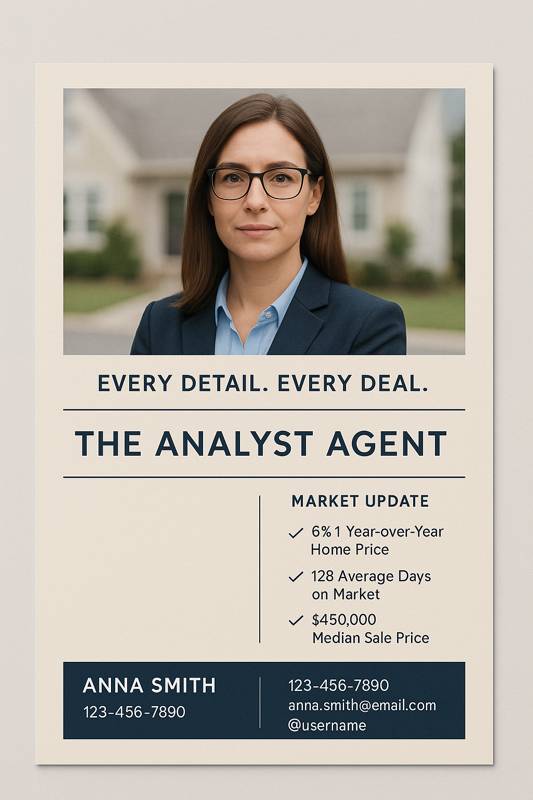 EVERY DETAIL. EVERY DEAL.
THE ANALYST AGENT
MARKET UPDATE
✓ 6%1 Year-over-Year
Home Price
✓ 128 Average Days
on Market
✓ $450,000
Median Sale Price
ANNA SMITH
123-456-7890
123-456-7890
anna.smith@email.com
@username